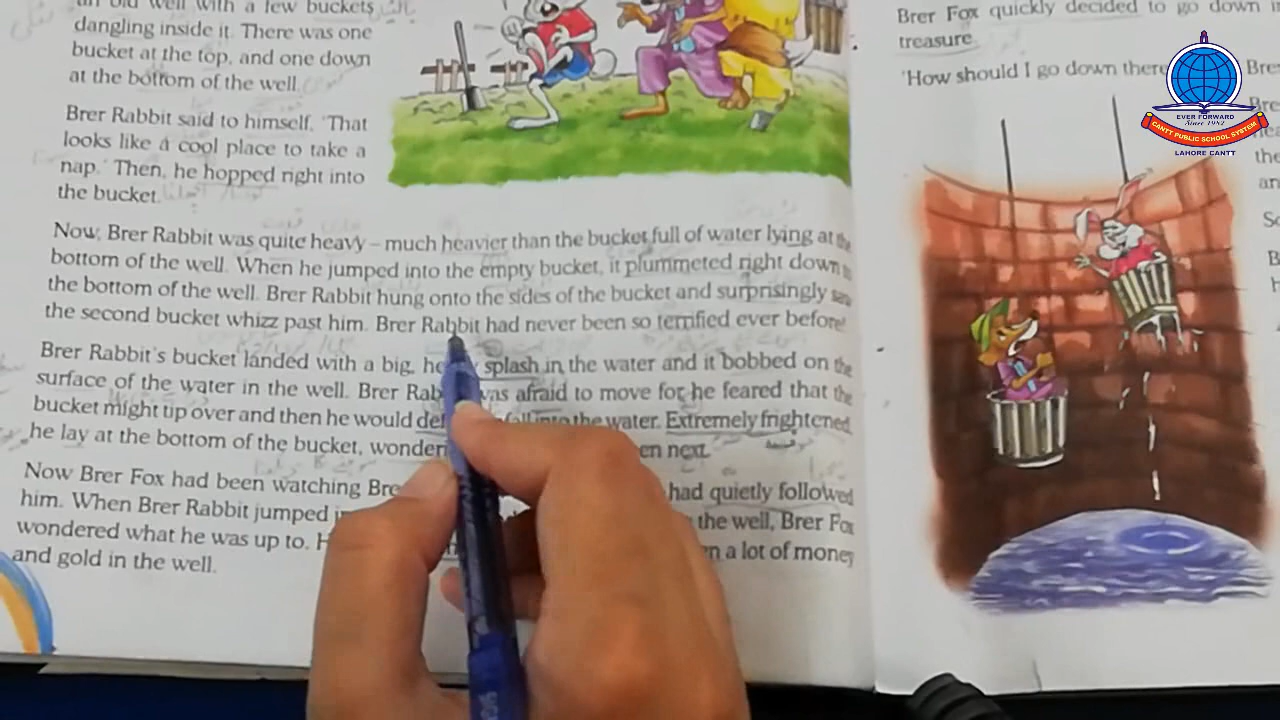 an old well with a few buckets
dangling inside it. There was one
bucket at the top, and one down
at the bottom of the well.
Brer Rabbit said to himself, 'That
looks like a cool place to take a
nap.' Then, he hopped right into
the bucket.
Now, Brer Rabbit was quite heavy – much heavier than the bucket full of water lying at the
bottom of the well. When he jumped into the empty bucket, it plummeted right down to
the bottom of the well. Brer Rabbit hung onto the sides of the bucket and surprisingly saw
the second bucket whizz past him. Brer Rabbit had never been so terrified ever before!
Brer Rabbit's bucket landed with a big, splash in the water and it bobbed on the
surface of the water in the well. Brer Rab was afraid to move for he feared that the
bucket might tip over and then he would fall into the water. Extremely frightened,
he lay at the bottom of the bucket, wonder en next.
Now Brer Fox had been watching Bre had quietly followed
him. When Brer Rabbit jumped the well, Brer Fox
wondered what he was up to. H n a lot of money
and gold in the well.
Brer Fox quickly decided to go down
treasure.
'How should I go down there Bre
Bre
the
an
So
B
h
EVER FORWARD
Since 1982
CANTT PUBLIC SCHOOL SYSTEM
LAHORE CANTT